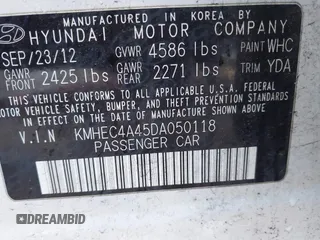 MANUFACTURED IN KOREA BY
HYUNDAI MOTOR COMPANY
SEP/23/12 GVWR 4586 lbs PAINT WHC
GAWR FRONT 2425 lbs GAWR REAR 2271 lbs TRIM YDA
THIS VEHICLE CONFORMS TO ALL APPLICABLE U.S. FEDERAL
MOTOR VEHICLE SAFETY, BUMPER, AND THEFT PREVENTION
STANDARDS IN EFFECT ON THE DATE OF MANUFACTURE
SHOWN ABOVE.
V.I.N KMHEC4A45DA050118
PASSENGER CAR
DREAMBID